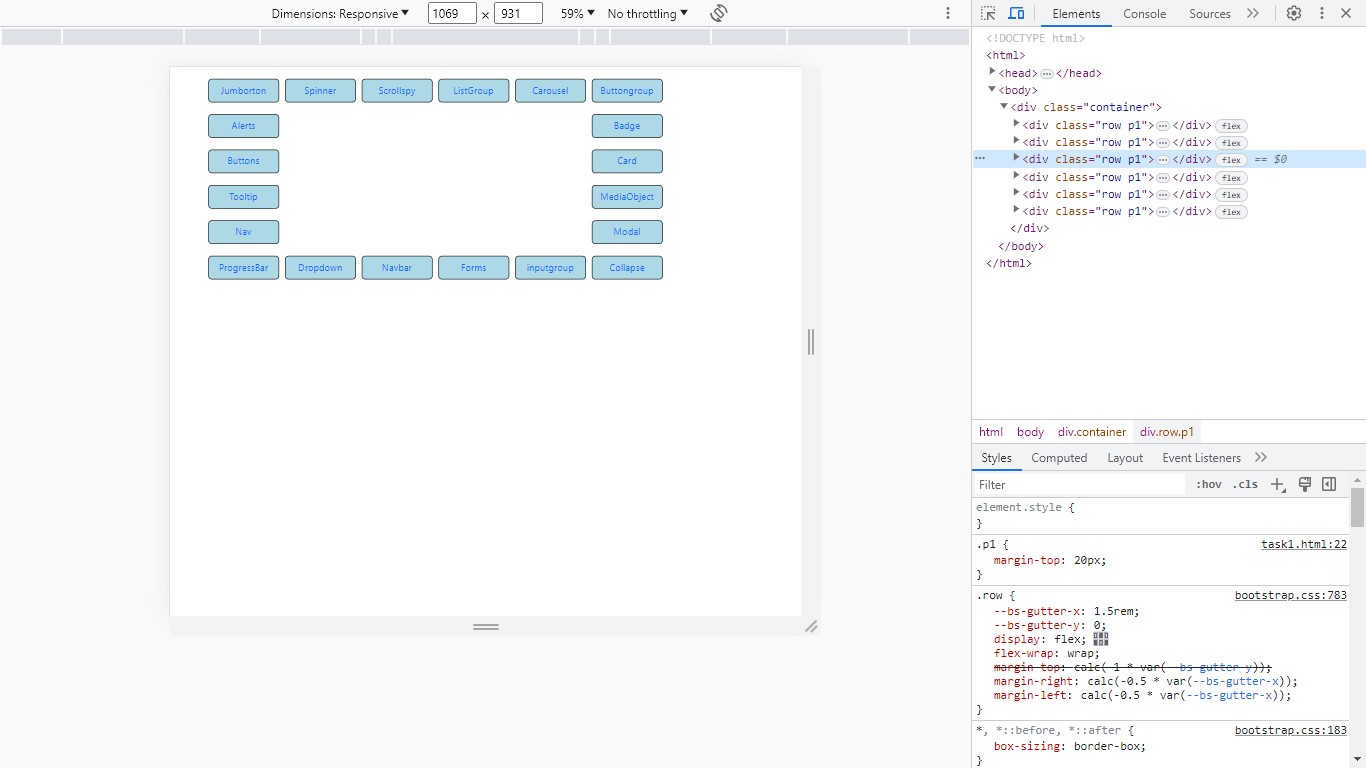 Dimensions: Responsive ▼ 1069 x 931 59% ▼ No throttling ▼
Elements Console Sources
Jumborton Spinner Scrollspy ListGroup Carousel Buttongroup
Alerts Badge
Buttons Card
Tooltip MediaObject
Nav Modal
ProgressBar Dropdown Navbar Forms inputgroup Collapse
<!DOCTYPE html>
<html>
<head>…</head>
<body>
<div class="container">
<div class="row p1">…</div> flex
<div class="row p1">…</div> flex
<div class="row p1">…</div> flex == $0
<div class="row p1">…</div> flex
<div class="row p1">…</div> flex
<div class="row p1">…</div> flex
</div>
</body>
</html>
html body div.container div.row.p1
Styles Computed Layout Event Listeners
Filter :hov .cls
element.style {
}
.p1 { task1.html:22
margin-top: 20px;
}
.row { bootstrap.css:783
--bs-gutter-x: 1.5rem;
--bs-gutter-y: 0;
display: flex;
flex-wrap: wrap;
margin-top: calc(-1 * var(--bs-gutter-y));
margin-right: calc(-0.5 * var(--bs-gutter-x));
margin-left: calc(-0.5 * var(--bs-gutter-x));
}
*, *::before, *::after { bootstrap.css:183
box-sizing: border-box;
}